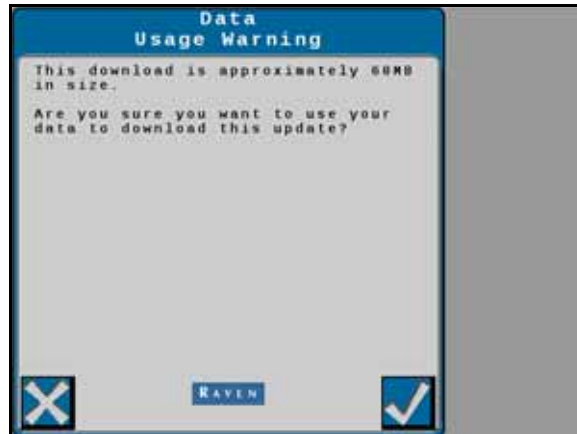 Data
Usage Warning
This download is approximately 60MB
in size.
Are you sure you want to use your
data to download this update?
RAVEN